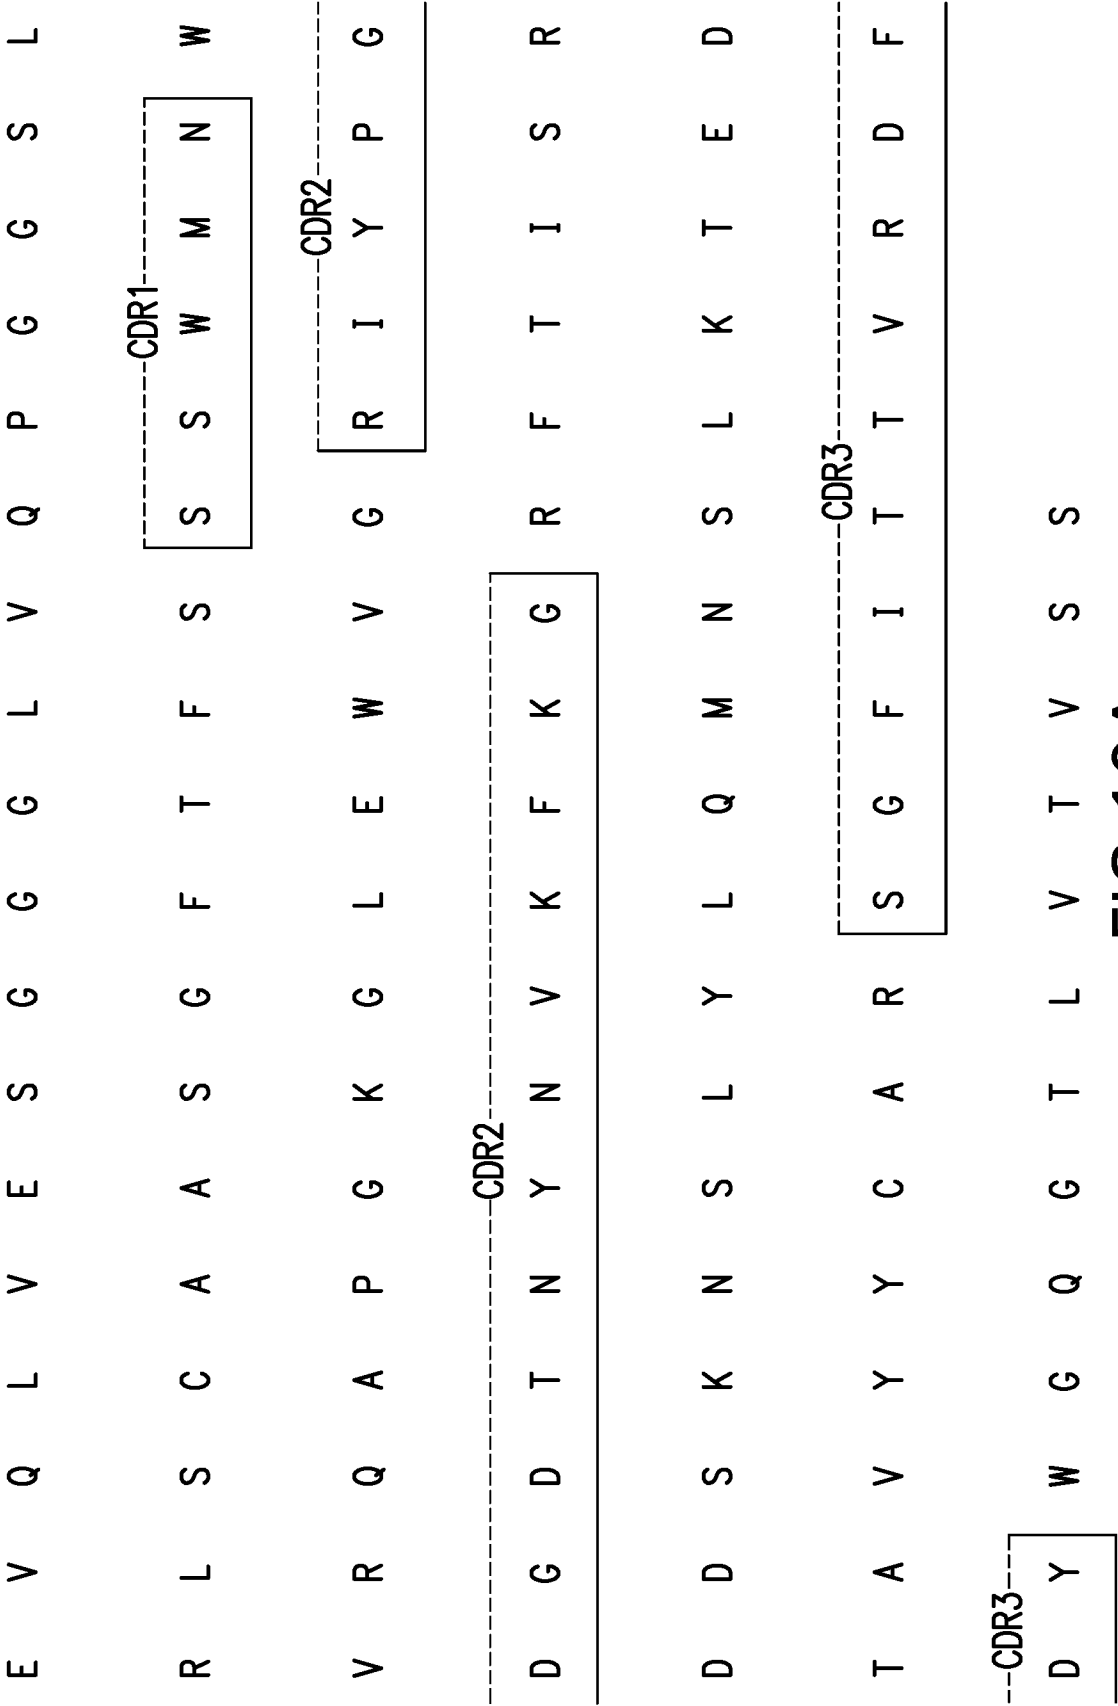 E V Q L V E S G G G L V Q P G G S L
CDR1
R L S C A A S G F T F S S S W M N W
CDR2
V R Q A P G K G L E W V G R I Y P G
CDR2
D G D T N Y N V K F K G R F T I S R
D D S K N S L Y L Q M N S L K T E D
CDR3
T A V Y Y C A R S G F I T T V R D F
CDR3
D Y W G Q G T L V T V S S